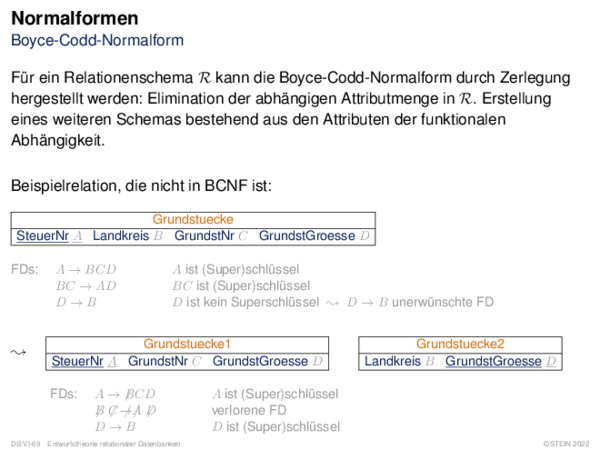 Normalformen
Boyce-Codd-Normalform
Für ein Relationenschema ℛ kann die Boyce-Codd-Normalform durch Zerlegung
hergestellt werden: Elimination der abhängigen Attributmenge in ℛ. Erstellung
eines weiteren Schemas bestehend aus den Attributen der funktionalen
Abhängigkeit.
Beispielrelation, die nicht in BCNF ist:
Grundstuecke
SteuerNr A Landkreis B GrundstNr C GrundstGroesse D
FDs: A → BCD A ist (Super)schlüssel
BC → AD BC ist (Super)schlüssel
D → B D ist kein Superschlüssel ⇝ D → B unerwünschte FD
⇝ Grundstuecke1 Grundstuecke2
SteuerNr A GrundstNr C GrundstGroesse D Landkreis B GrundstGroesse D
FDs: A → B̸CD A ist (Super)schlüssel
B̸ C̸ ↛ A̸ D̸ verlorene FD
D → B D ist (Super)schlüssel
DB:VI-69 Entwurfstheorie relationaler Datenbanken ©STEIN 2022